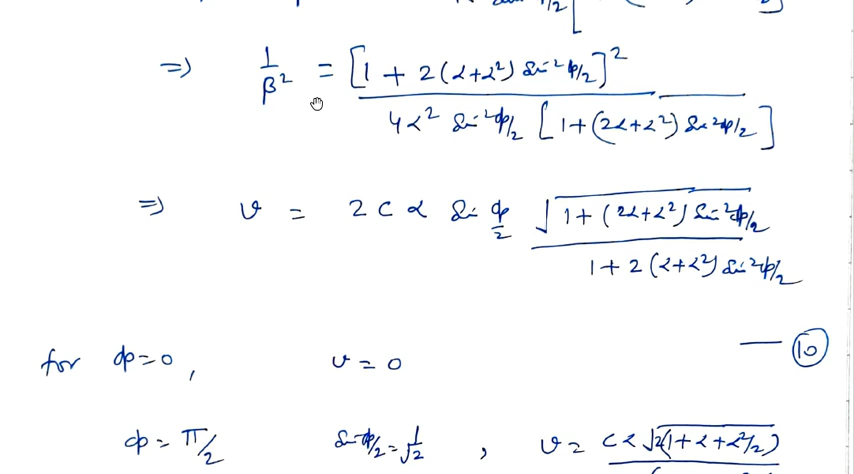 ⇒ 1/β² = [1 + 2(α+α²) Sin²φ/2]² / 4α² Sin²φ/2 [1+(2α+α²) Sin²φ/2]
⇒ v = 2 c α Sin φ/2 √(1+(2α+α²) Sin²φ/2) / 1+2(α+α²) Sin²φ/2
— (10)
for φ=0, v = 0
φ = π/2 Sin φ/2 = 1/√2 , v = cα √2(1+α+α²/2)